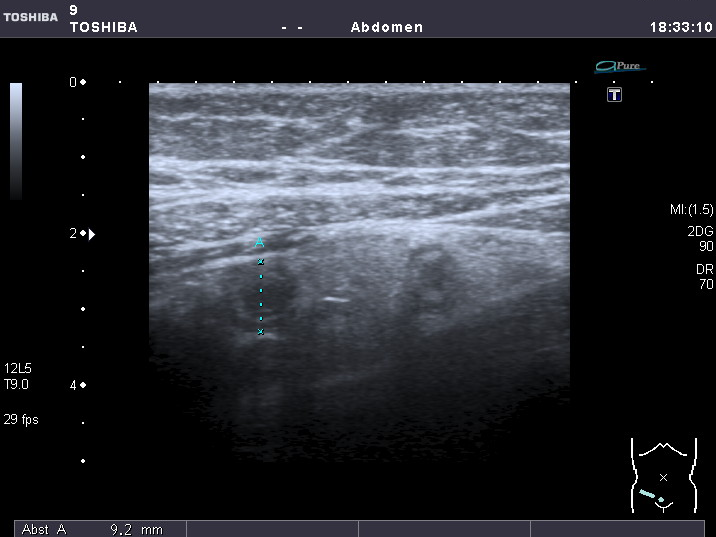 TOSHIBA
9
TOSHIBA - - Abdomen 18:33:10
Pure
T
0
2
4
A
MI:(1.5)
2DG
90
DR
70
12L5
T9.0
29 fps
Abst A 9.2 mm